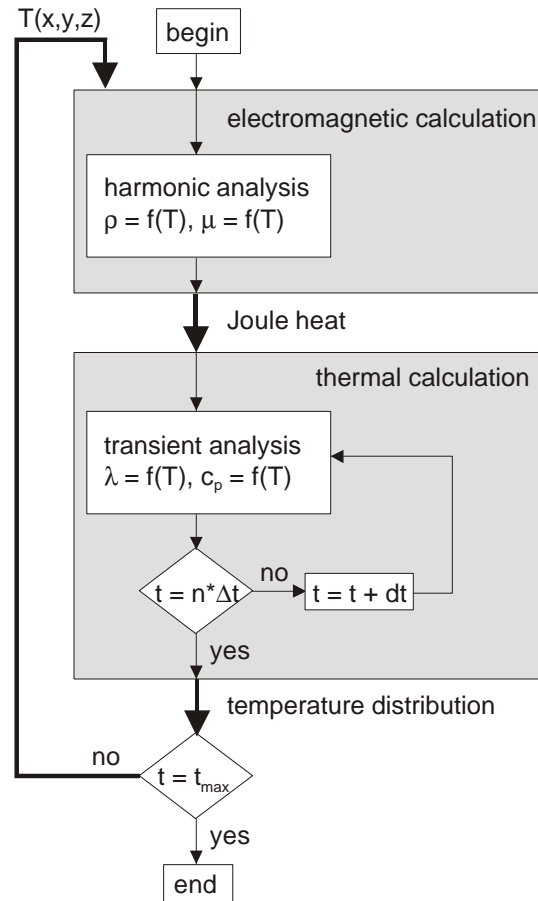 T(x,y,z)
begin
electromagnetic calculation
harmonic analysis
ρ = f(T), μ = f(T)
Joule heat
thermal calculation
transient analysis
λ = f(T), cₚ = f(T)
t = n*Δt
no
t = t + dt
yes
temperature distribution
no
t = tₘₐₓ
yes
end